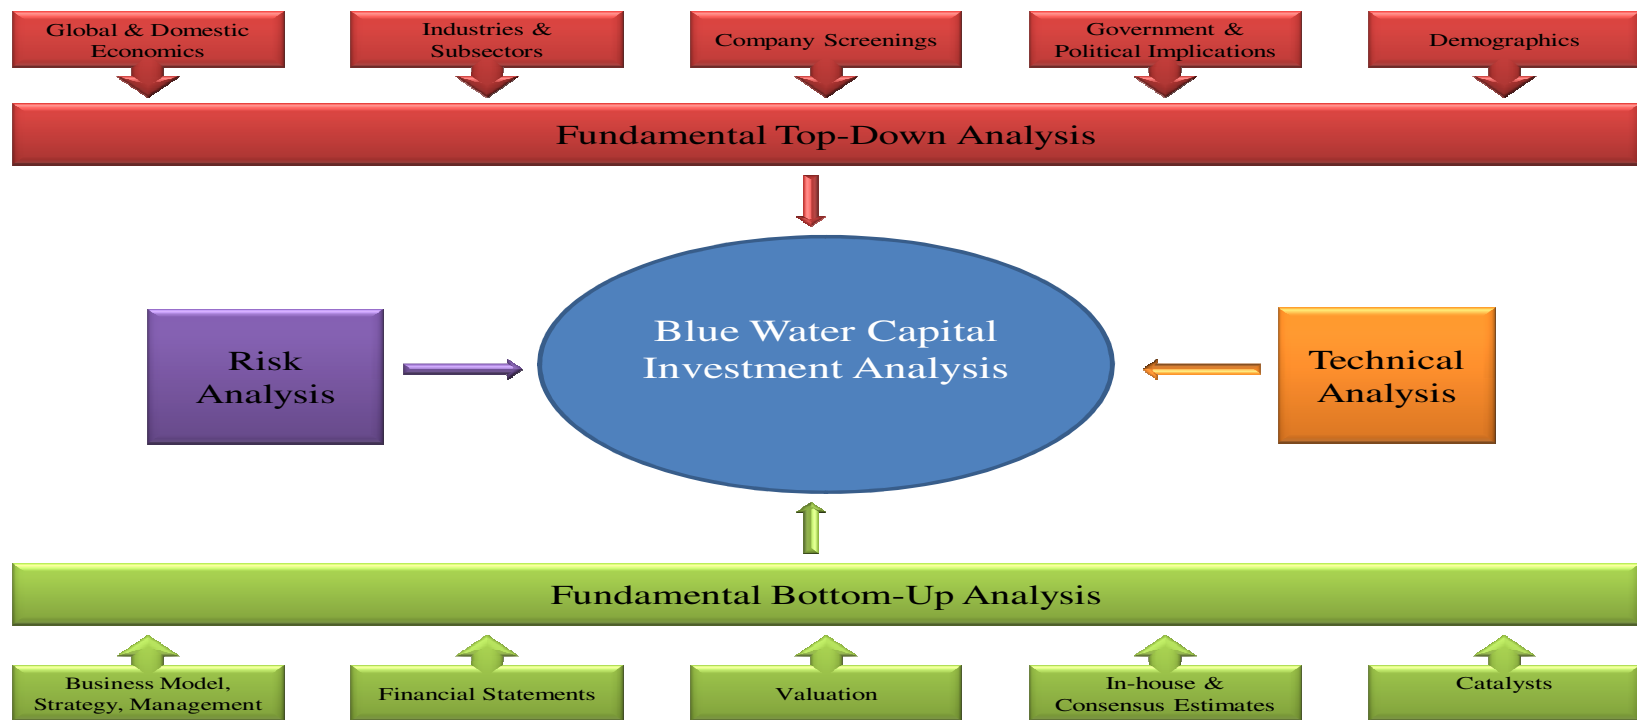 Global & Domestic
Economics
Industries &
Subsectors
Company Screenings
Government &
Political Implications
Demographics
Fundamental Top-Down Analysis
Blue Water Capital
Investment Analysis
Risk
Analysis
Technical
Analysis
Fundamental Bottom-Up Analysis
Business Model,
Strategy, Management
Financial Statements
Valuation
In-house &
Consensus Estimates
Catalysts